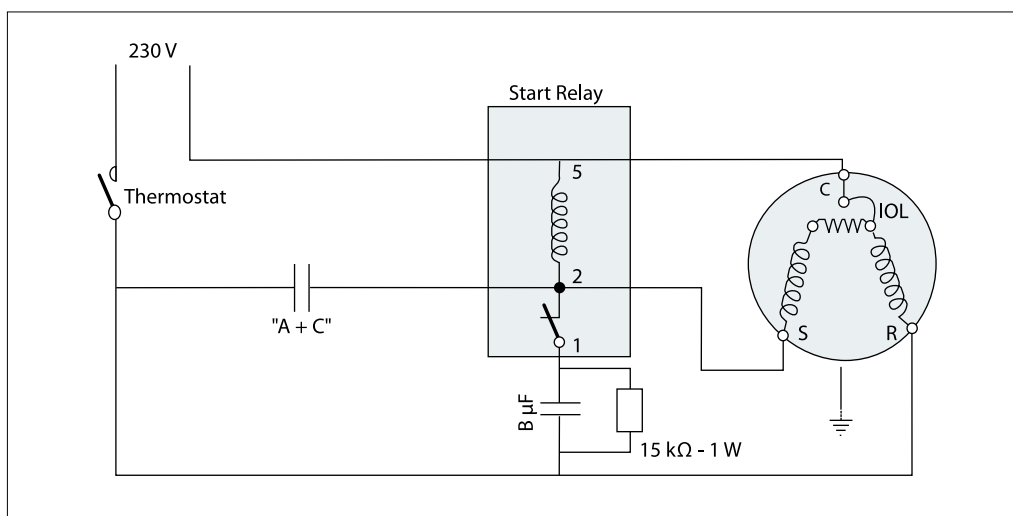 230 V
Start Relay
5
Thermostat
C
IOL
2
"A + C"
1
S
R
B µF
15 kΩ - 1 W